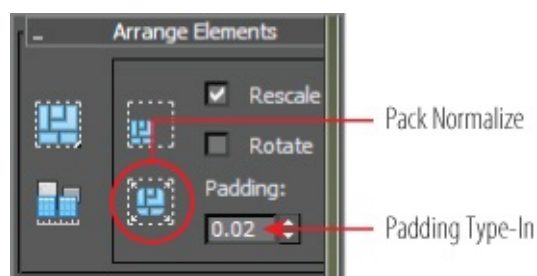 Arrange Elements
Rescale
Pack Normalize
Rotate
Padding:
0.02
Padding Type-In